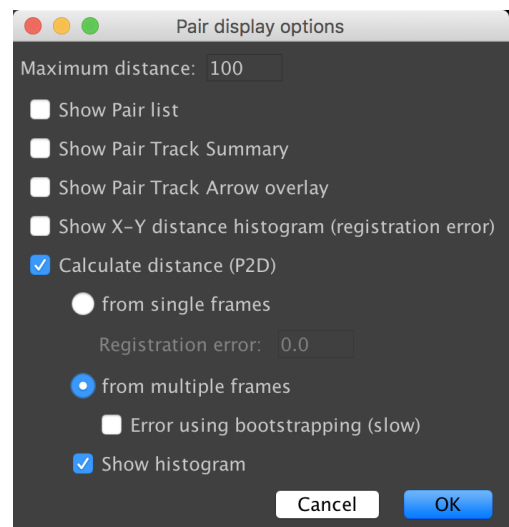 Pair display options
Maximum distance: 100
Show Pair list
Show Pair Track Summary
Show Pair Track Arrow overlay
Show X-Y distance histogram (registration error)
Calculate distance (P2D)
from single frames
Registration error: 0.0
from multiple frames
Error using bootstrapping (slow)
Show histogram
Cancel OK